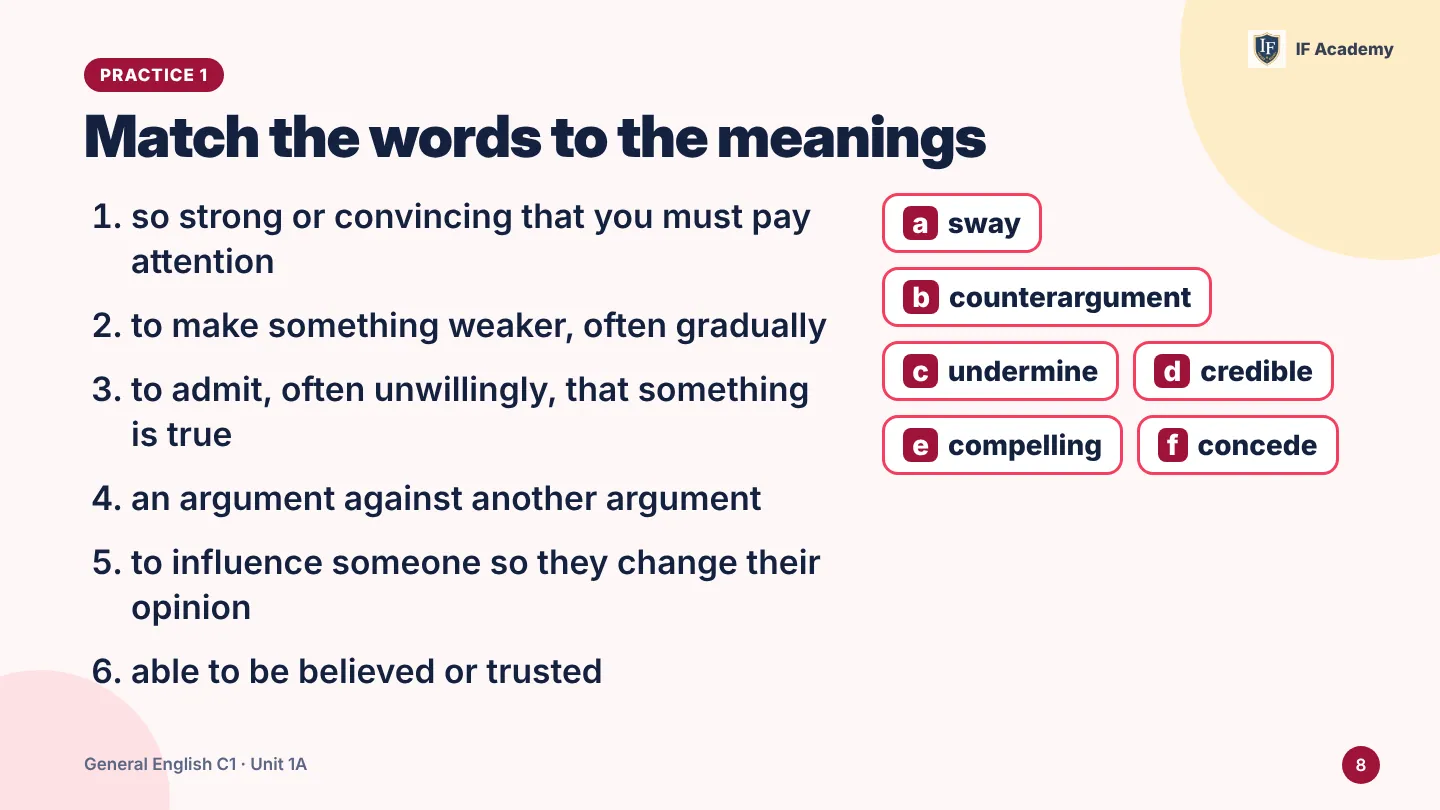 IF Academy
PRACTICE 1
Match the words to the meanings
1. so strong or convincing that you must pay
attention
2. to make something weaker, often gradually
3. to admit, often unwillingly, that something
is true
4. an argument against another argument
5. to influence someone so they change their
opinion
6. able to be believed or trusted
a sway
b counterargument
c undermine d credible
e compelling f concede
General English C1 · Unit 1A
8